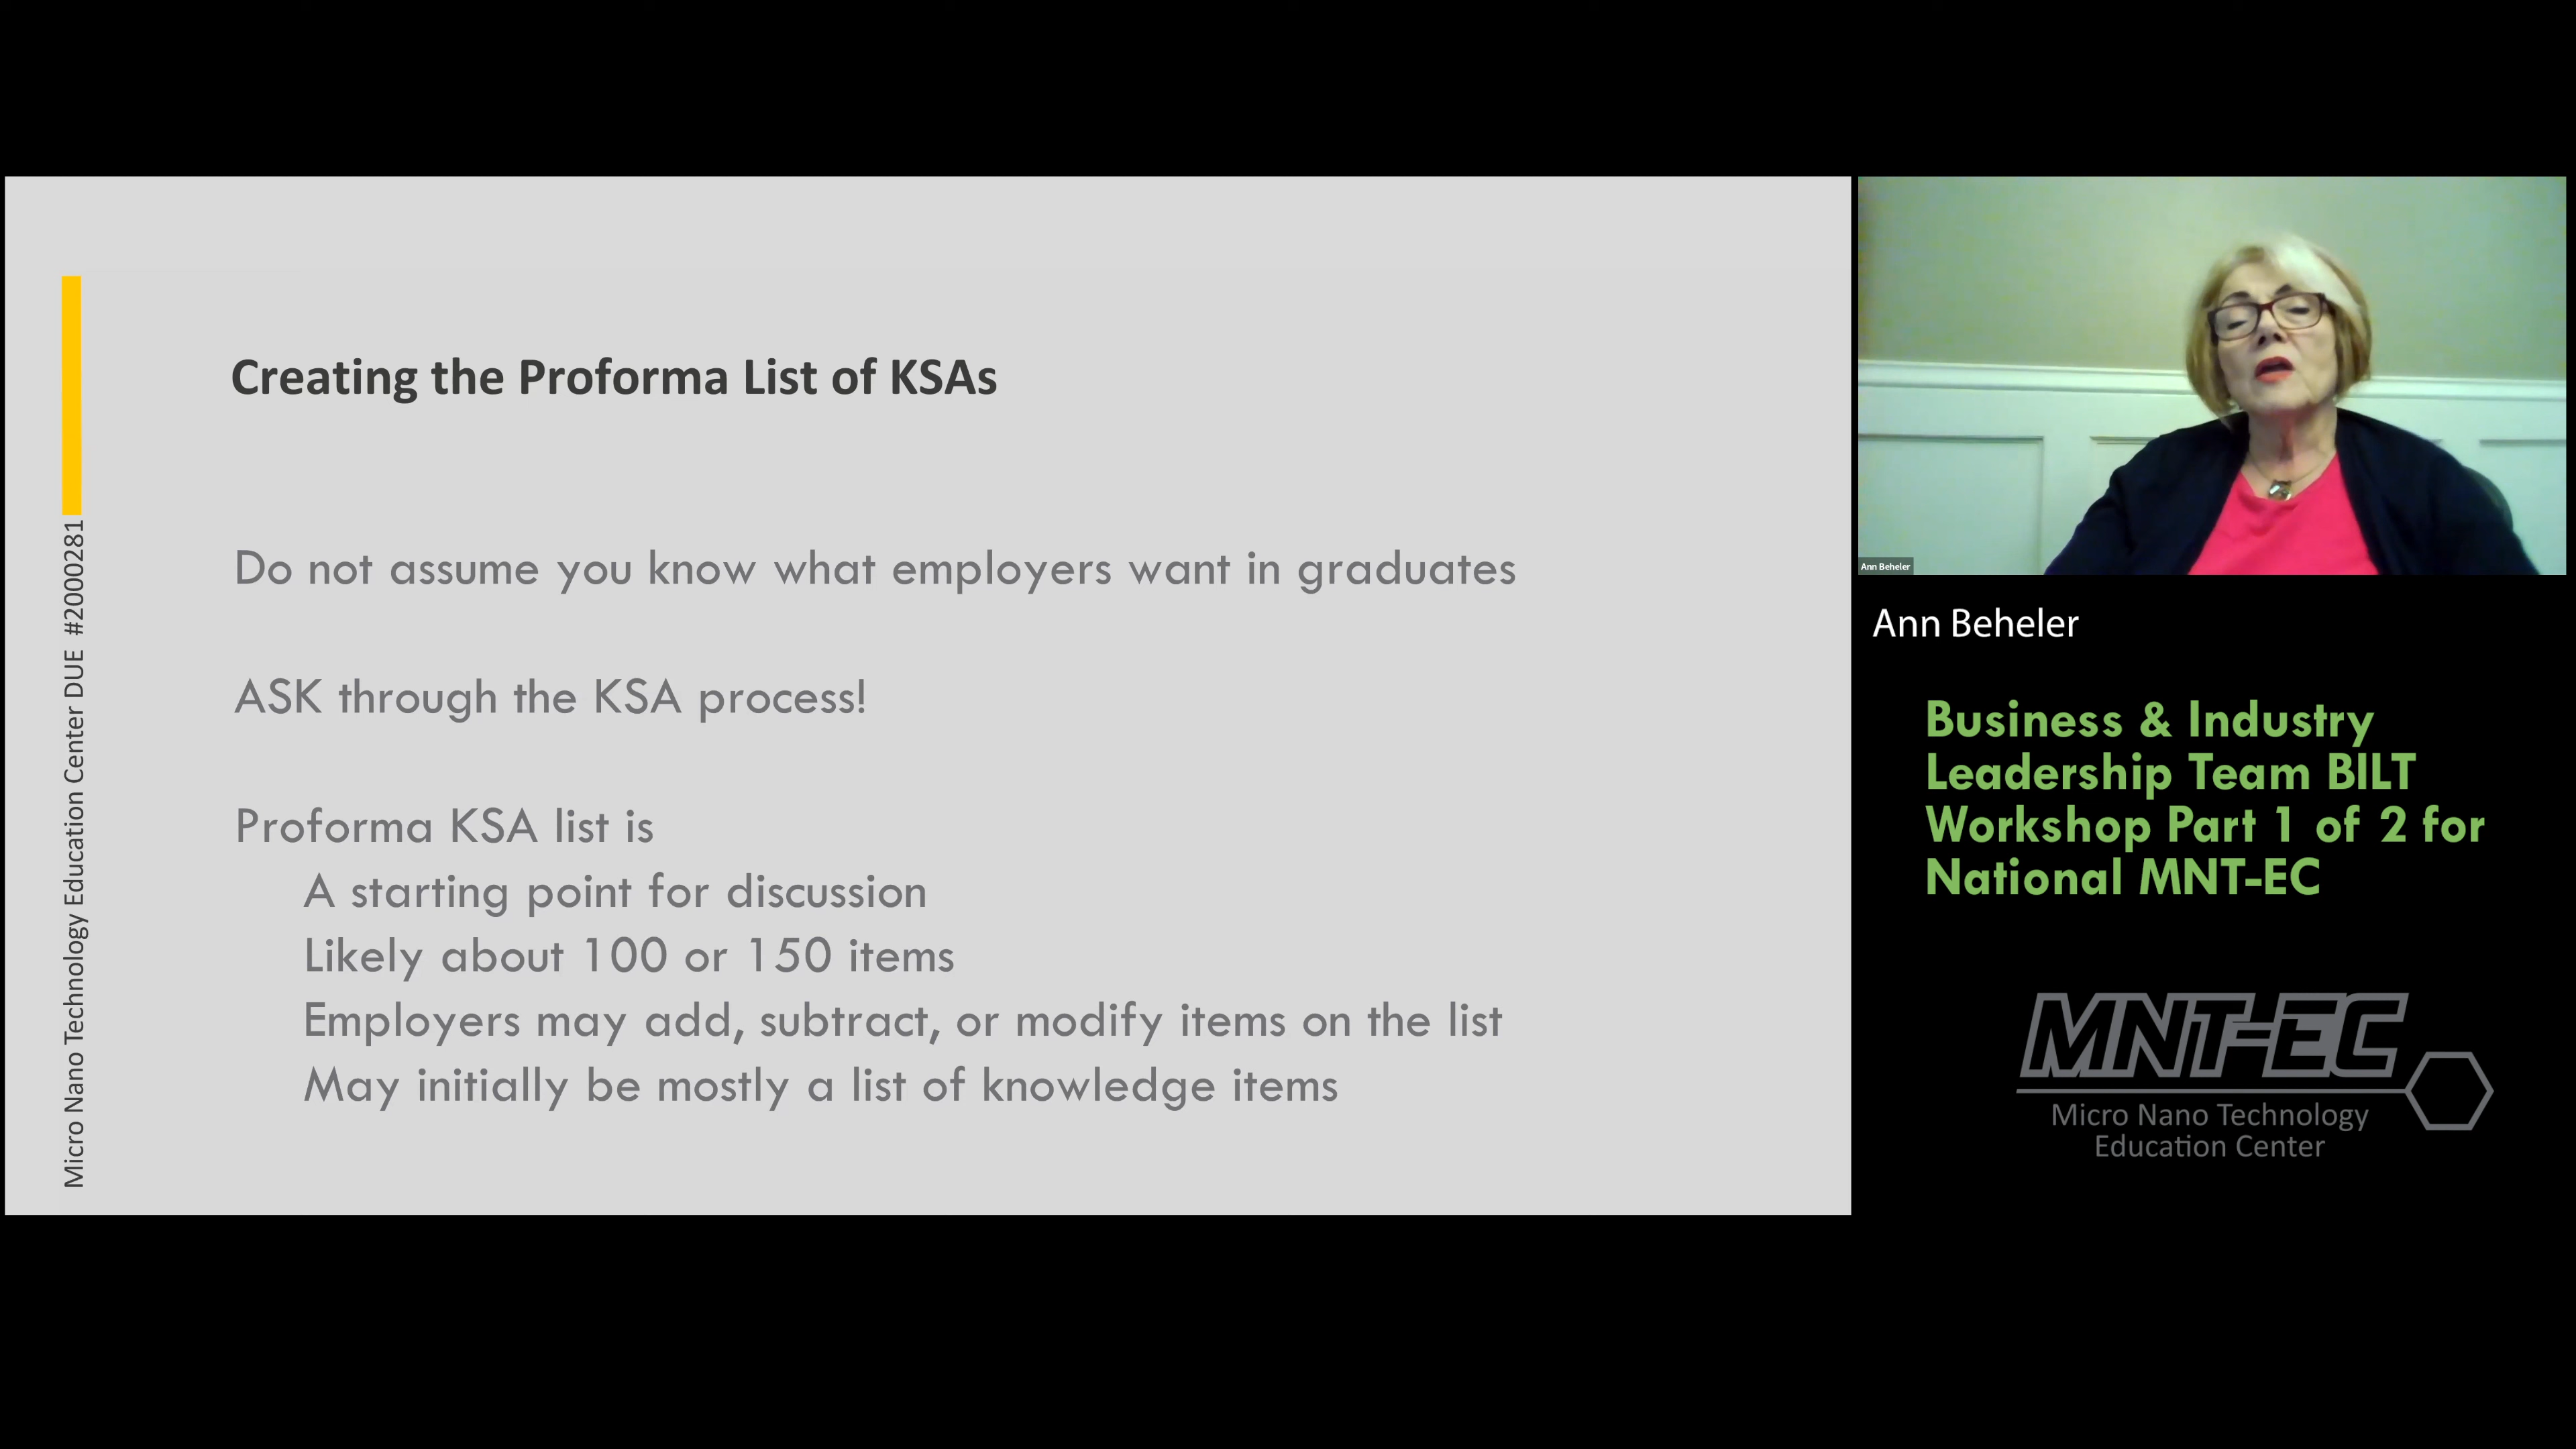 Creating the Proforma List of KSAs
Do not assume you know what employers want in graduates
ASK through the KSA process!
Proforma KSA list is
A starting point for discussion
Likely about 100 or 150 items
Employers may add, subtract, or modify items on the list
May initially be mostly a list of knowledge items
Micro Nano Technology Education Center DUE #2000281
Ann Beheler
Ann Beheler
Business & Industry
Leadership Team BILT
Workshop Part 1 of 2 for
National MNT-EC
MNT-EC
Micro Nano Technology
Education Center